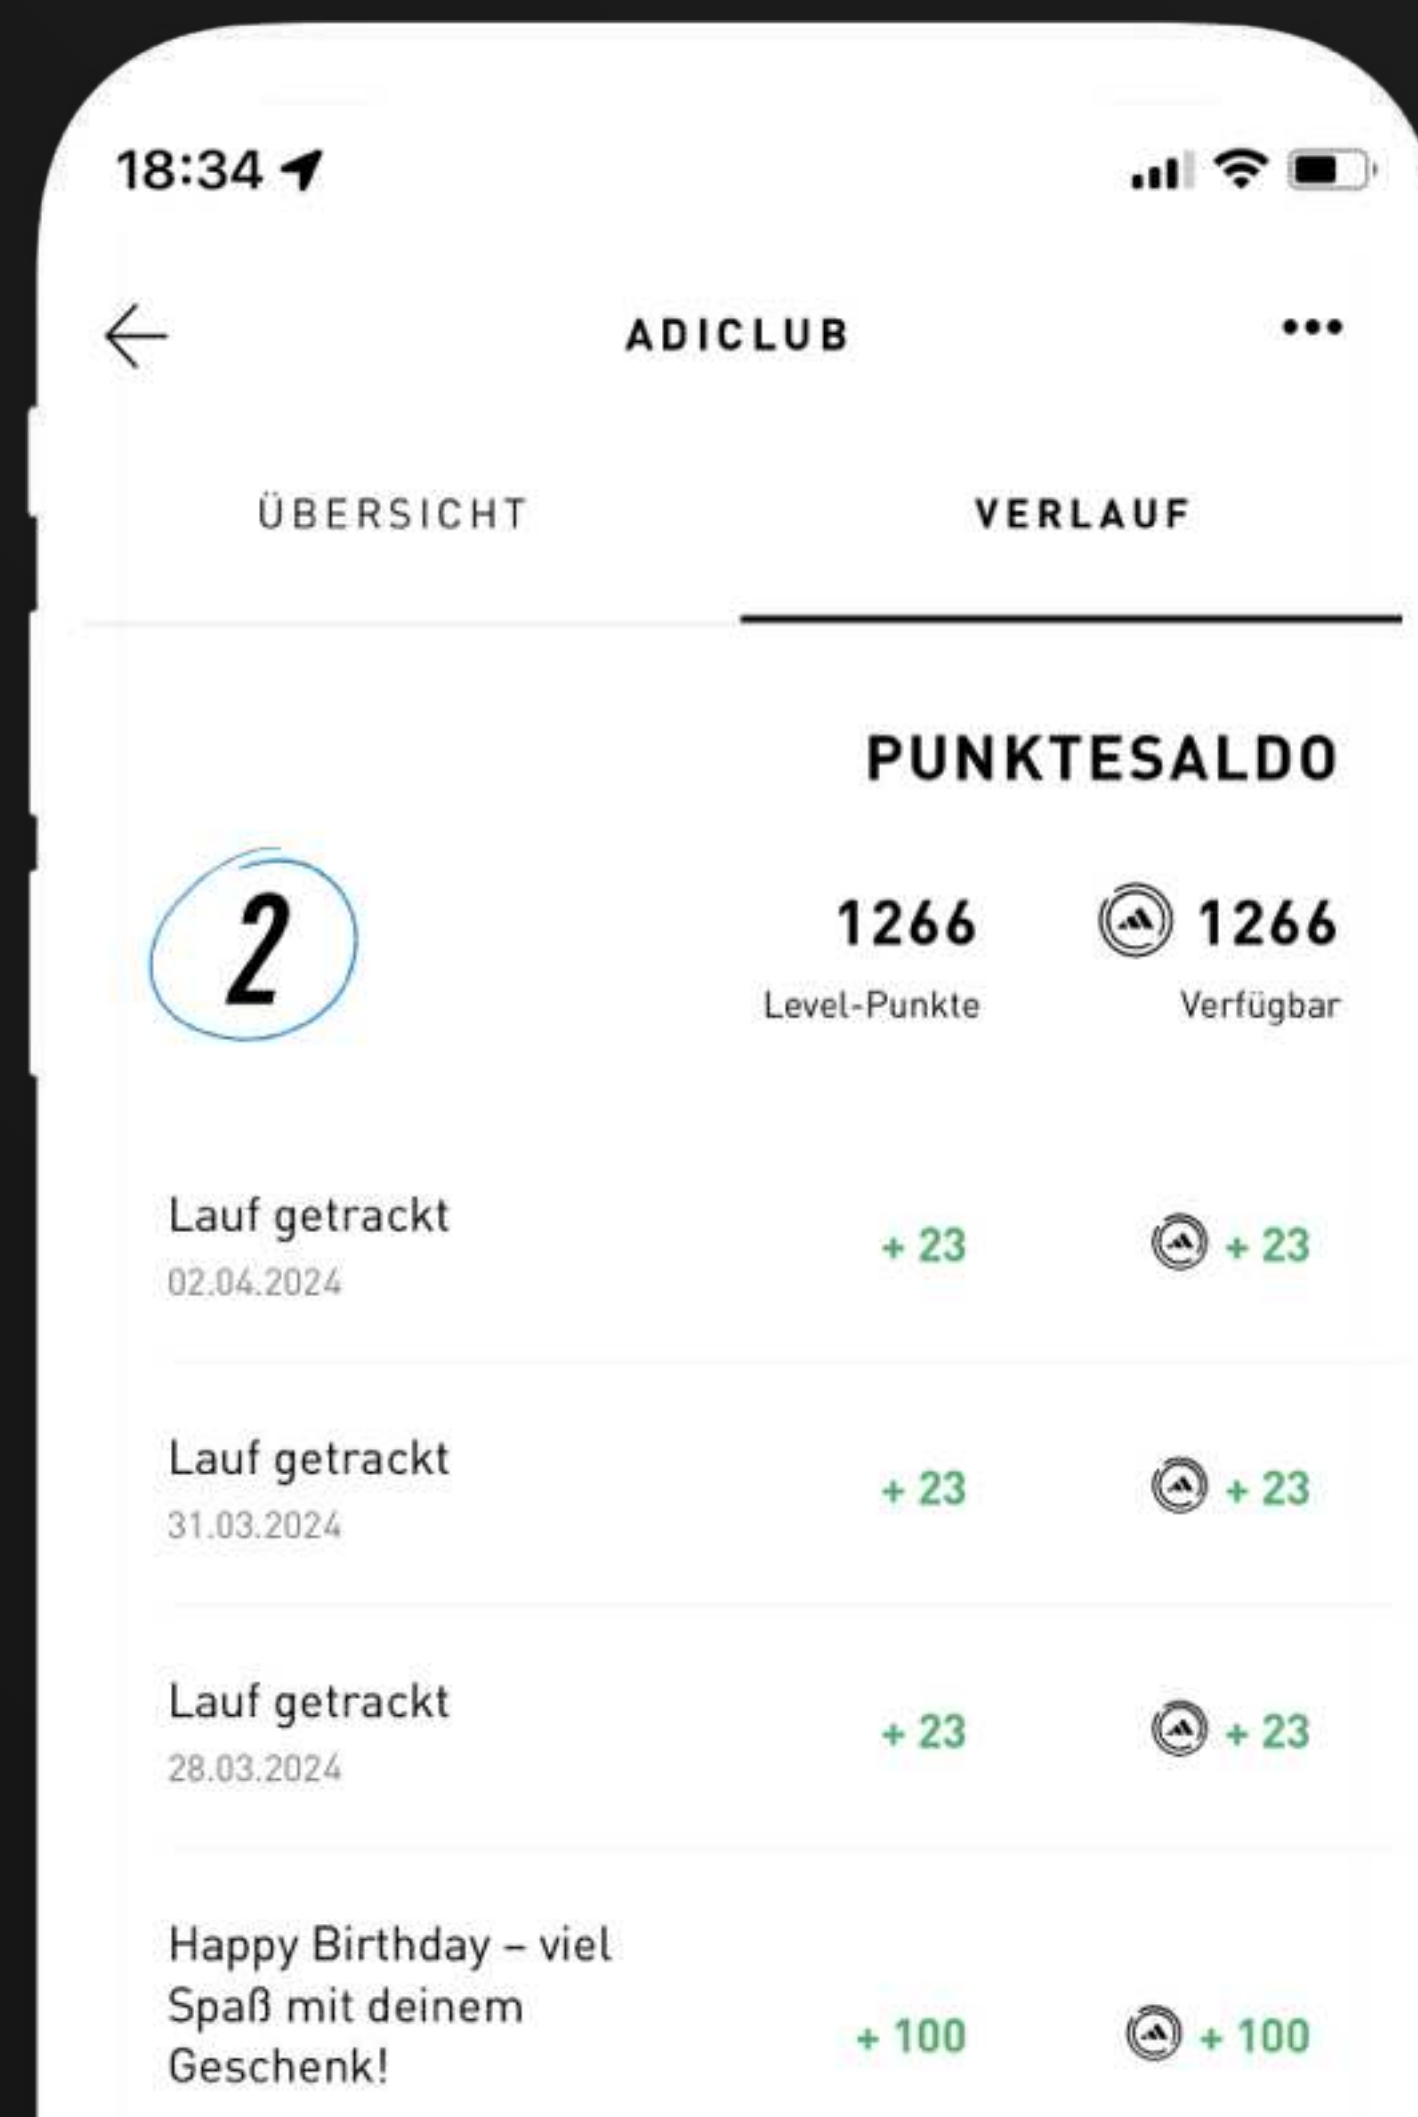 18:34
ADICLUB
ÜBERSICHT VERLAUF
PUNKTESALDO
2 1266 1266
Level-Punkte Verfügbar
Lauf getrackt
+ 23 + 23
02.04.2024
Lauf getrackt
+ 23 + 23
31.03.2024
Lauf getrackt
+ 23 + 23
28.03.2024
Happy Birthday – viel
Spaß mit deinem
Geschenk!
+ 100 + 100